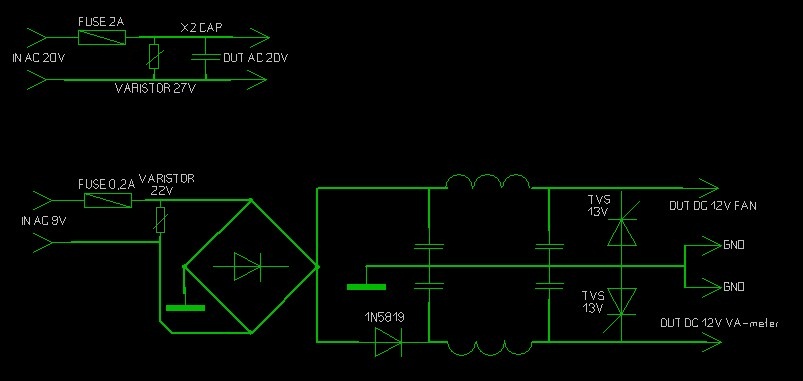 FUSE 2A
X2 CAP
IN AC 20V
OUT AC 20V
VARISTOR 27V
FUSE 0,2A
VARISTOR
22V
IN AC 9V
TVS
13V
OUT DC 12V FAN
GND
GND
TVS
13V
1N5819
OUT DC 12V VA-meter